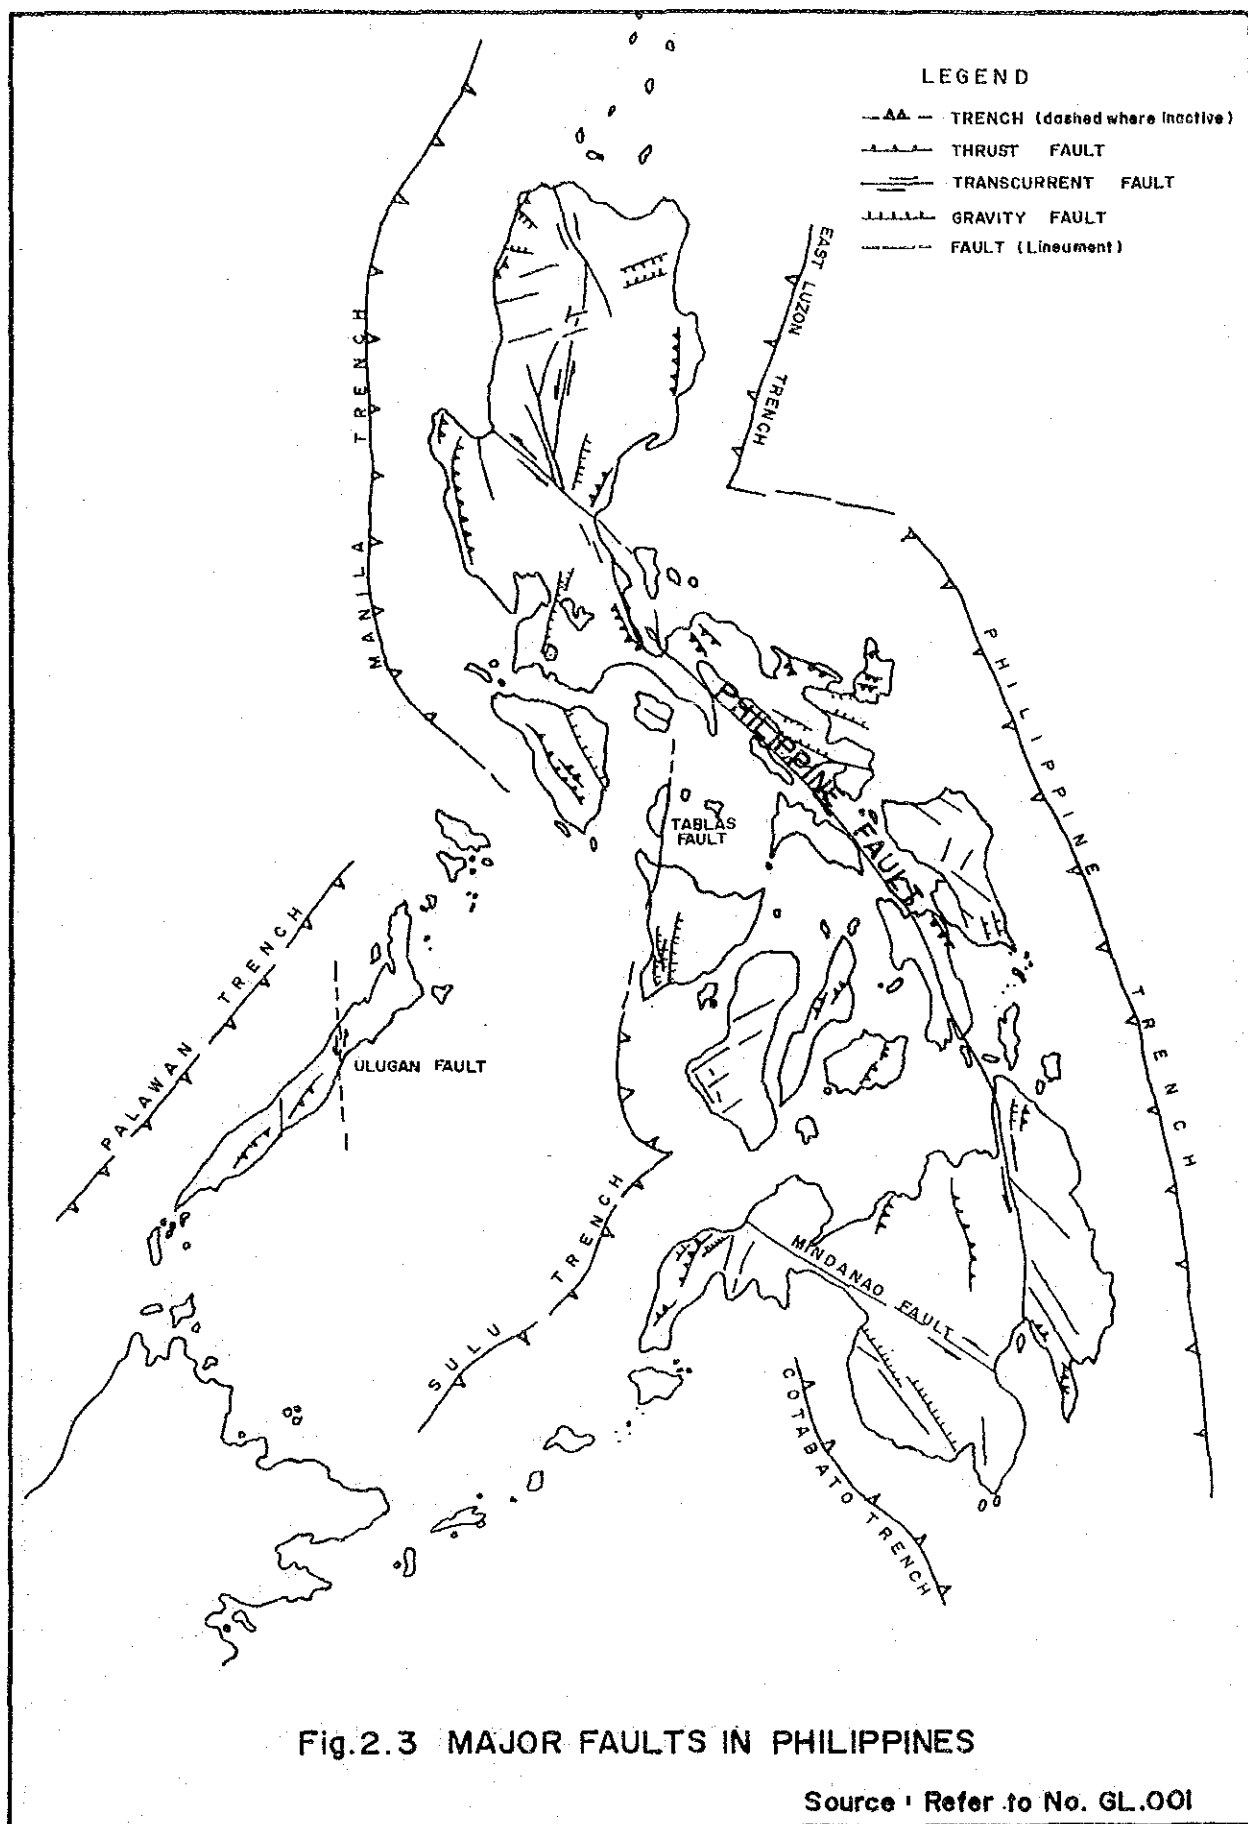 LEGEND
TRENCH (dashed where inactive)
THRUST FAULT
TRANSCURRENT FAULT
GRAVITY FAULT
FAULT (Lineument)
EAST LUZON TRENCH
MANILA TRENCH
PHILIPPINE TRENCH
PHILIPPINE FAULT
TABLAS
FAULT
PALAWAN TRENCH
ULUGAN FAULT
SULU TRENCH
MINDANAO FAULT
COTABATO TRENCH
Fig.2.3 MAJOR FAULTS IN PHILIPPINES
Source : Refer to No. GL.001